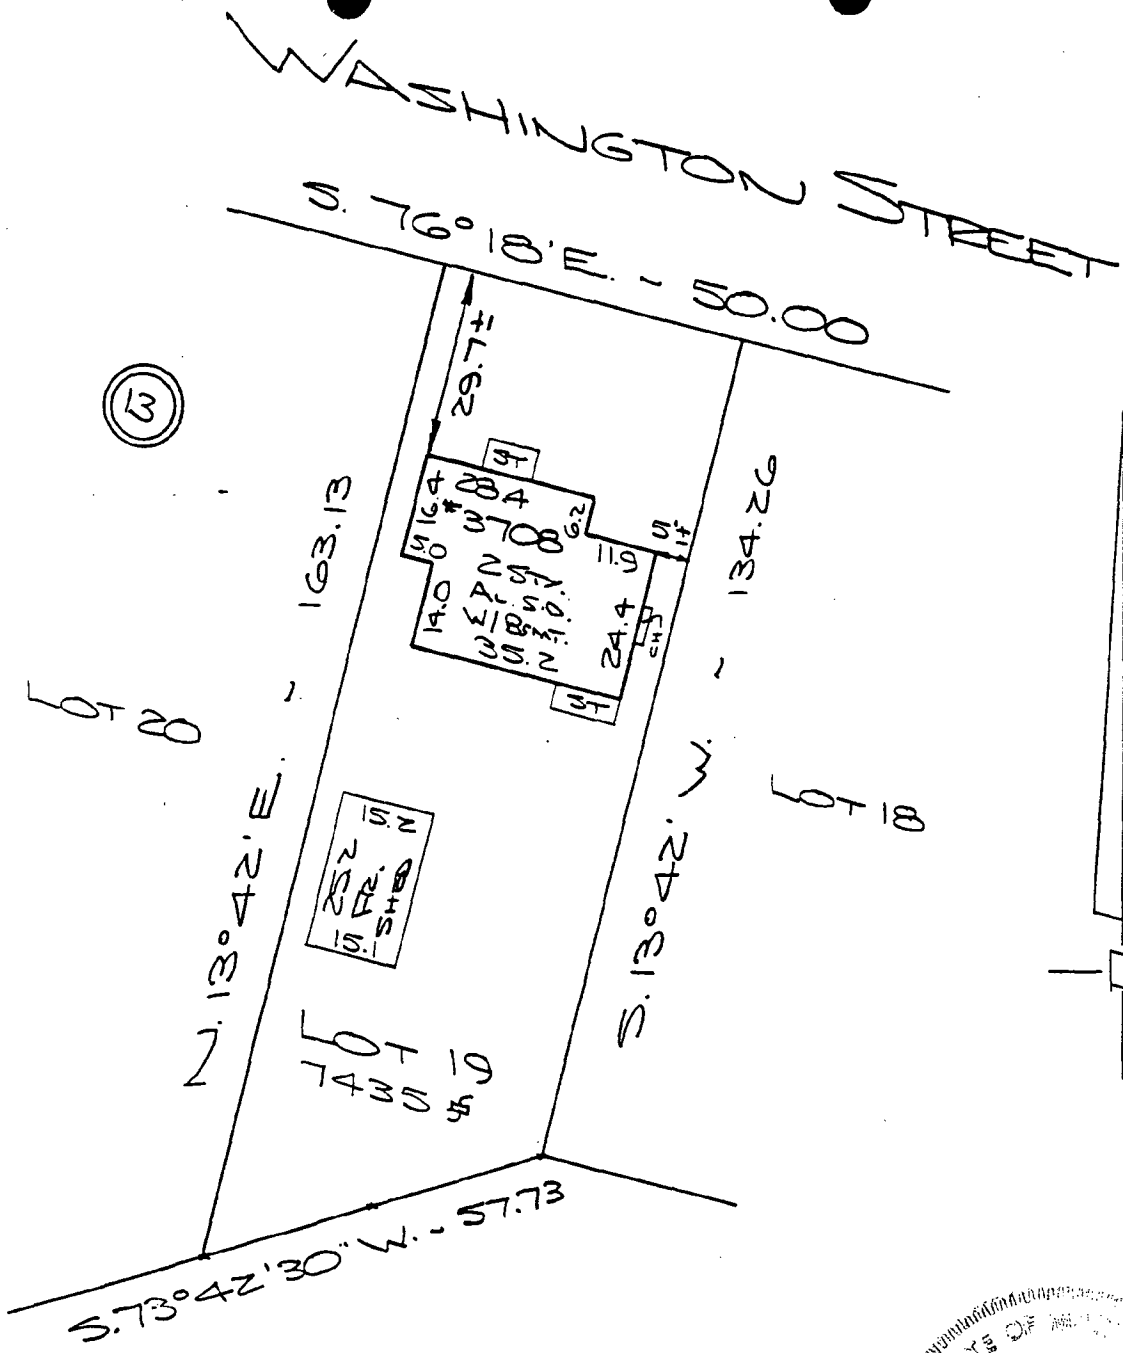 WASHINGTON STREET
S. 76° 18' E. - 50.00
13
29.7±
163.13
134.26
ST
28.4
16.4
#3708
6.2
5'±
11.9
5.0
2 STY.
AL. SD.
W/BSMT.
14.0
24.4
CH
35.2
ST
LOT 20
LOT 18
N. 13° 42' E. -
S. 13° 42' W. -
15.2
25.2
SHED
15.1
LOT 19
7435
S. 73° 42' 30" W. - 57.73
OF